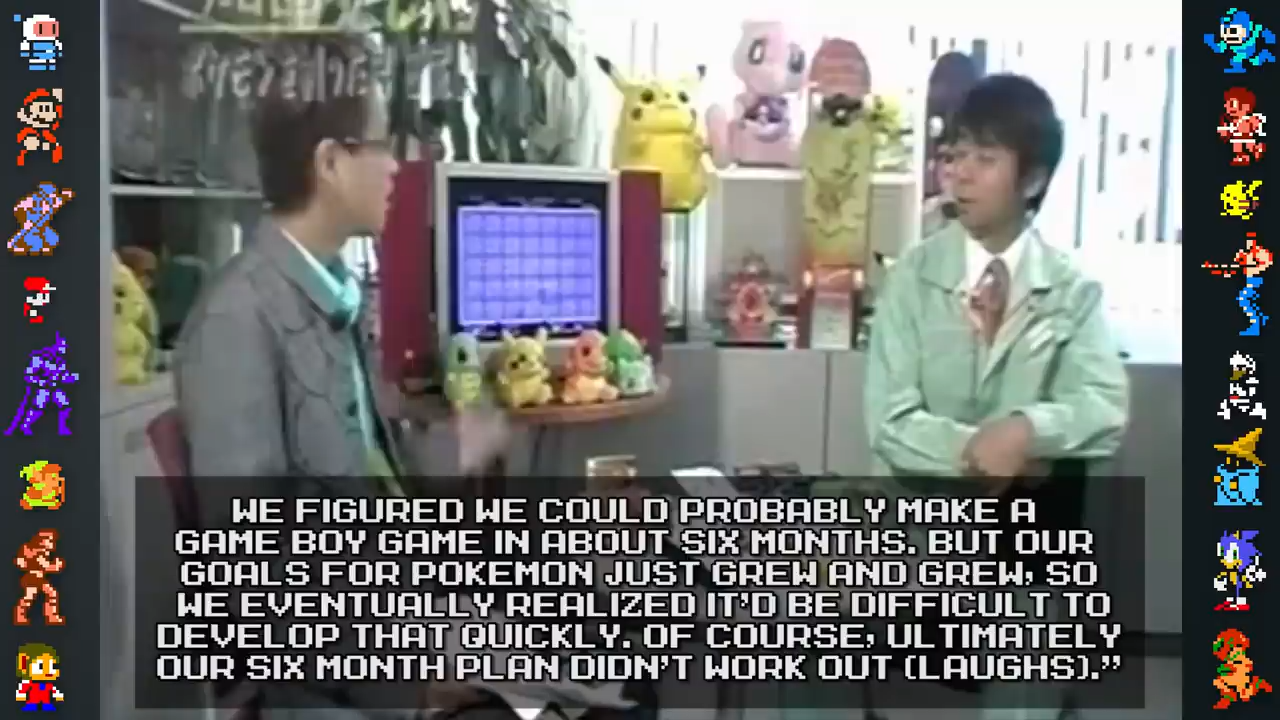 WE FIGURED WE COULD PROBABLY MAKE A
GAME BOY GAME IN ABOUT SIX MONTHS. BUT OUR
GOALS FOR POKEMON JUST GREW AND GREW, SO
WE EVENTUALLY REALIZED IT'D BE DIFFICULT TO
DEVELOP THAT QUICKLY. OF COURSE, ULTIMATELY
OUR SIX MONTH PLAN DIDN'T WORK OUT (LAUGHS)."